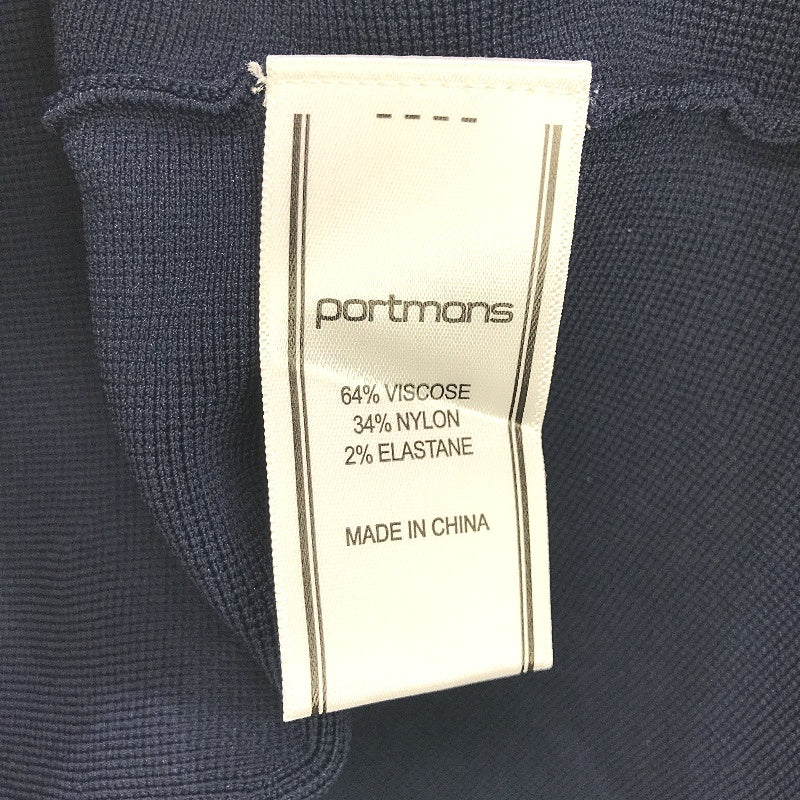 portmans
64% VISCOSE
34% NYLON
2% ELASTANE
MADE IN CHINA